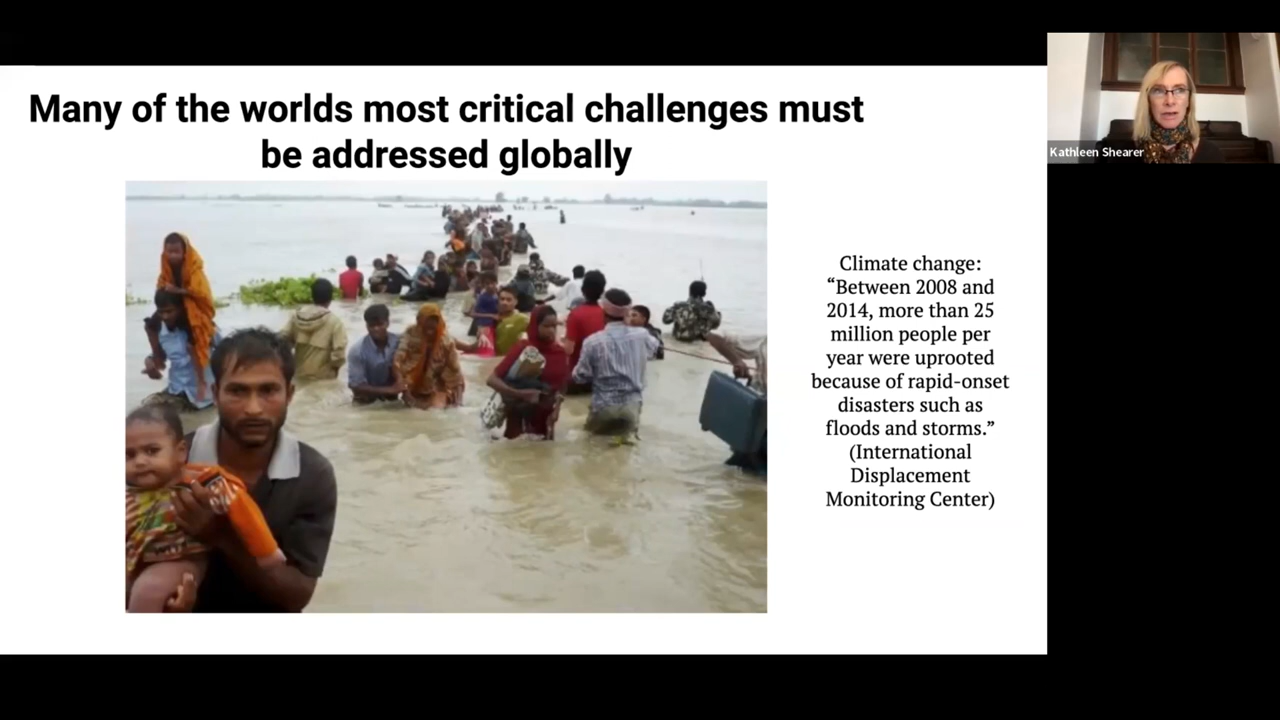 Many of the worlds most critical challenges must
be addressed globally
Climate change:
“Between 2008 and
2014, more than 25
million people per
year were uprooted
because of rapid-onset
disasters such as
floods and storms.”
(International
Displacement
Monitoring Center)
Kathleen Shearer